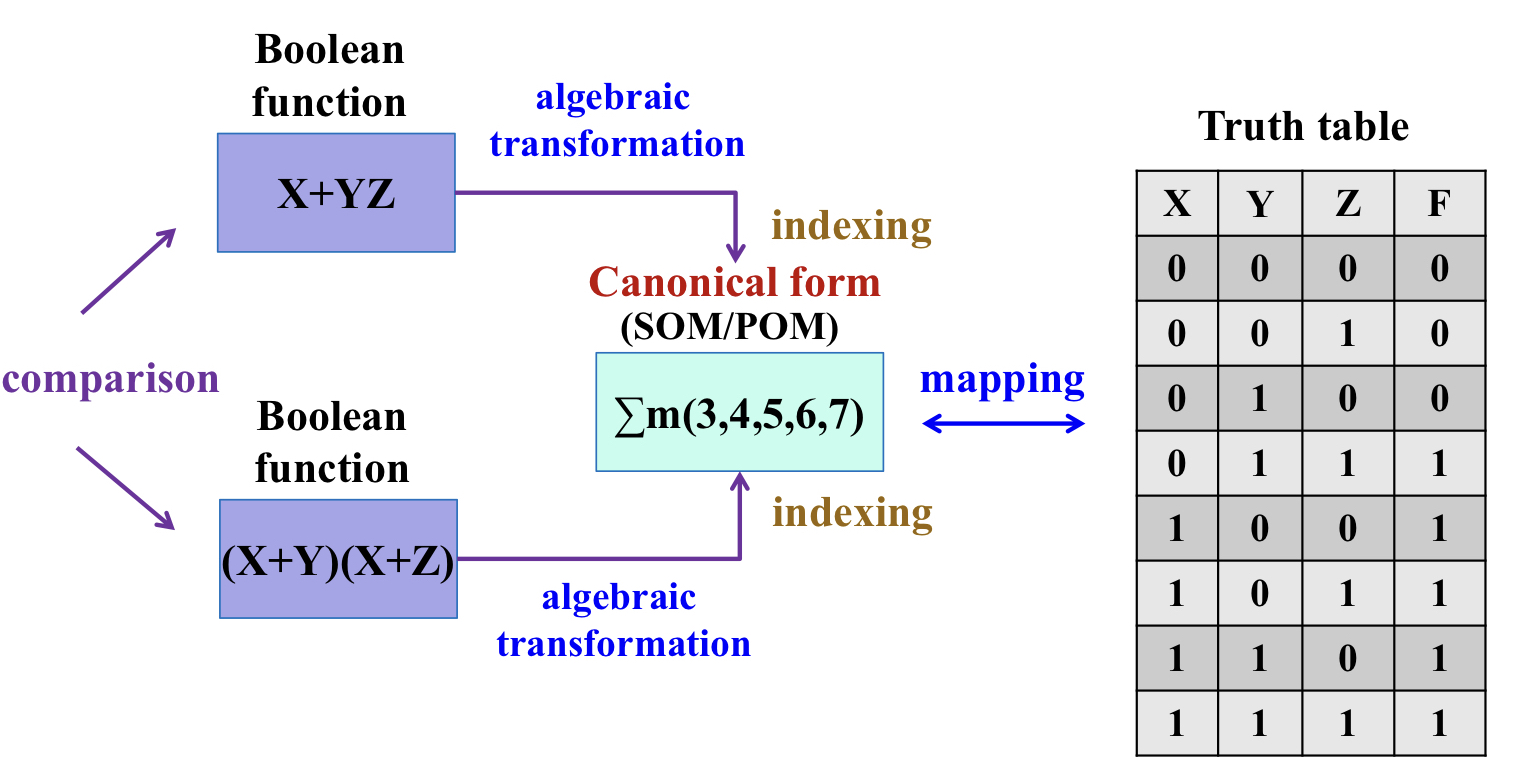 Boolean
function
X+YZ
algebraic
transformation
indexing
Canonical form
(SOM/POM)
∑m(3,4,5,6,7)
comparison
Boolean
function
(X+Y)(X+Z)
indexing
algebraic
transformation
mapping
Truth table
X Y Z F
0 0 0 0
0 0 1 0
0 1 0 0
0 1 1 1
1 0 0 1
1 0 1 1
1 1 0 1
1 1 1 1